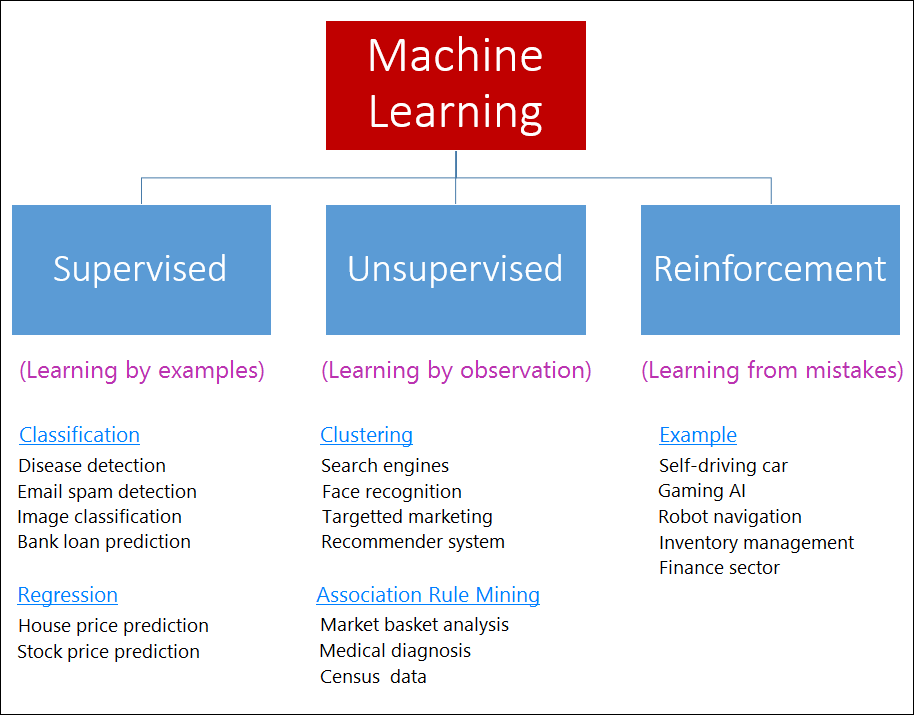 Machine
Learning
Supervised
Unsupervised
Reinforcement
(Learning by examples)
(Learning by observation)
(Learning from mistakes)
Classification
Disease detection
Email spam detection
Image classification
Bank loan prediction
Regression
House price prediction
Stock price prediction
Clustering
Search engines
Face recognition
Targetted marketing
Recommender system
Association Rule Mining
Market basket analysis
Medical diagnosis
Census data
Example
Self-driving car
Gaming AI
Robot navigation
Inventory management
Finance sector